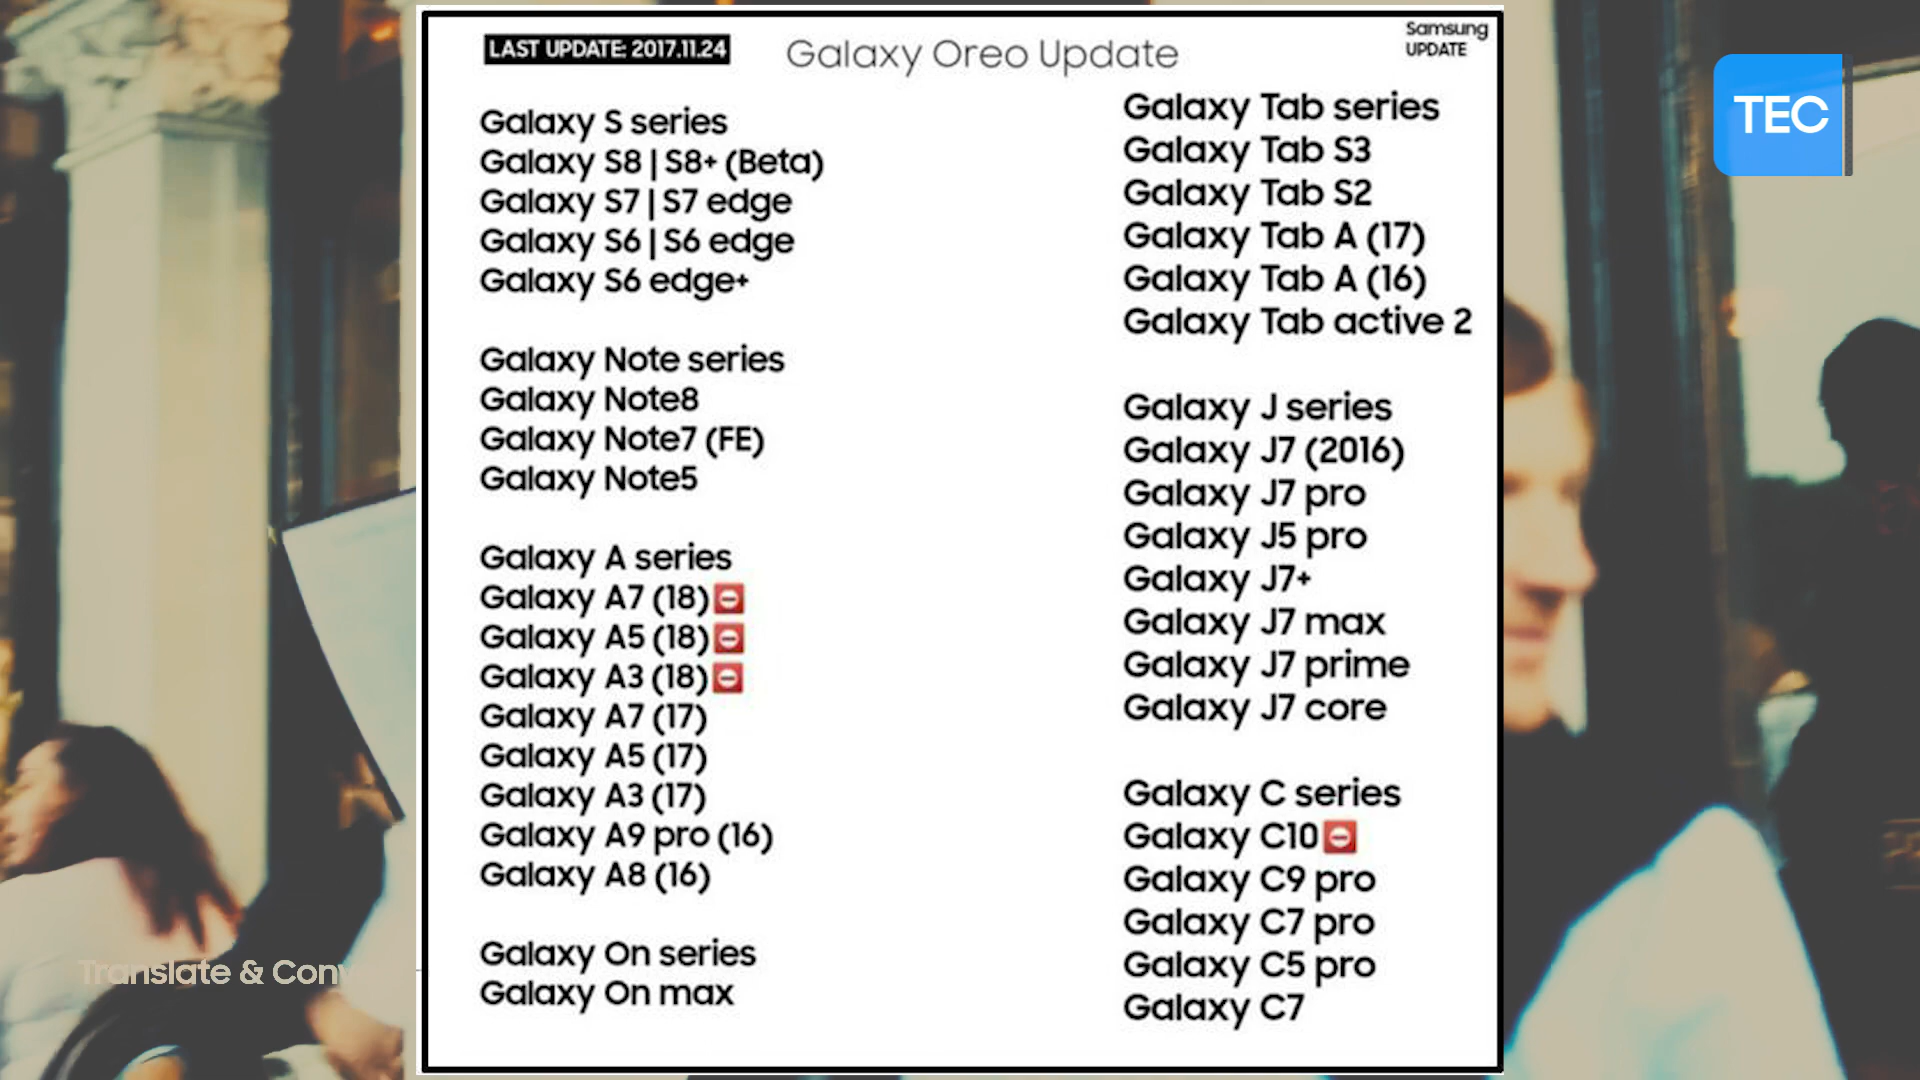 LAST UPDATE: 2017.11.24
Galaxy Oreo Update
Samsung
UPDATE
TEC
Galaxy S series
Galaxy S8 | S8+ (Beta)
Galaxy S7 | S7 edge
Galaxy S6 | S6 edge
Galaxy S6 edge+
Galaxy Note series
Galaxy Note8
Galaxy Note7 (FE)
Galaxy Note5
Galaxy A series
Galaxy A7 (18)
Galaxy A5 (18)
Galaxy A3 (18)
Galaxy A7 (17)
Galaxy A5 (17)
Galaxy A3 (17)
Galaxy A9 pro (16)
Galaxy A8 (16)
Galaxy On series
Galaxy On max
Galaxy Tab series
Galaxy Tab S3
Galaxy Tab S2
Galaxy Tab A (17)
Galaxy Tab A (16)
Galaxy Tab active 2
Galaxy J series
Galaxy J7 (2016)
Galaxy J7 pro
Galaxy J5 pro
Galaxy J7+
Galaxy J7 max
Galaxy J7 prime
Galaxy J7 core
Galaxy C series
Galaxy C10
Galaxy C9 pro
Galaxy C7 pro
Galaxy C5 pro
Galaxy C7
Translate & Conv